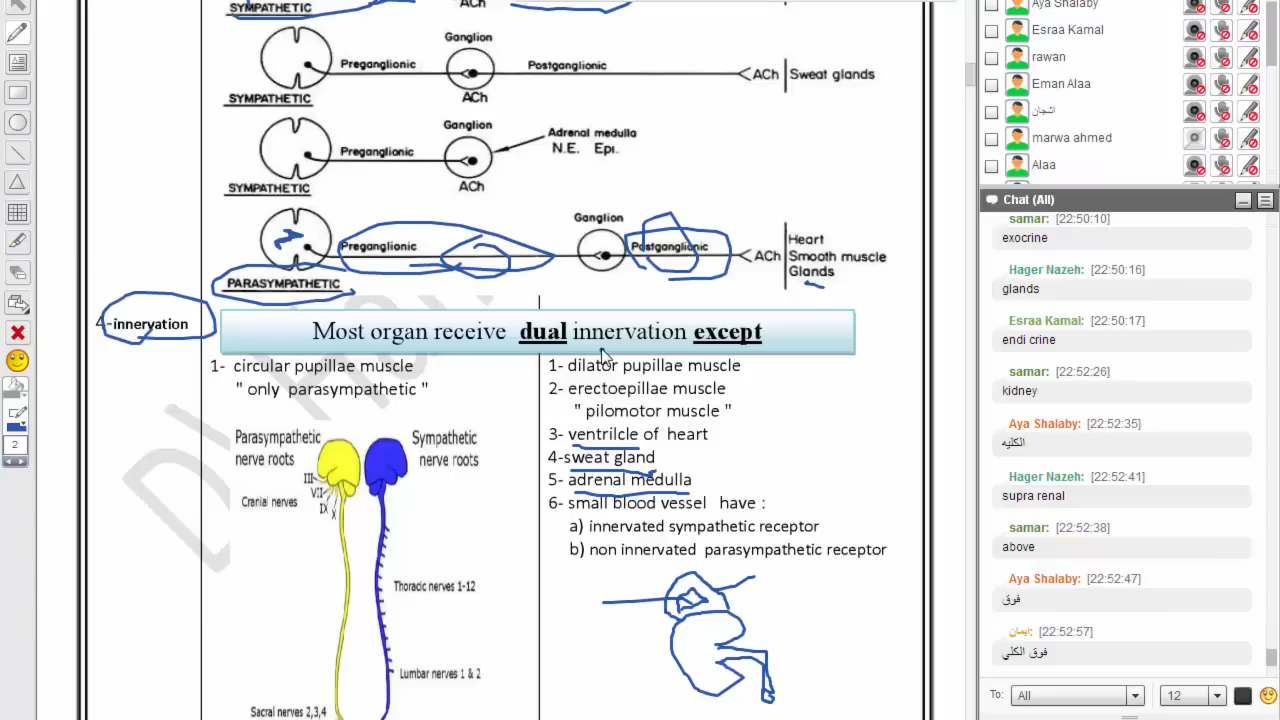 SYMPATHETIC
ACh
Ganglion
Preganglionic
Postganglionic
ACh
Sweat glands
SYMPATHETIC
ACh
Ganglion
Adrenal medulla
N.E. Epi.
Preganglionic
SYMPATHETIC
ACh
Ganglion
Preganglionic
Postganglionic
ACh
Heart
Smooth muscle
Glands
PARASYMPATHETIC
4-innervation
Most organ receive dual innervation except
1- circular pupillae muscle
" only parasympathetic "
Parasympathetic
nerve roots
Sympathetic
nerve roots
III
VII
IX
X
Cranial nerves
Thoracic nerves 1-12
Lumbar nerves 1 & 2
Sacral nerves 2,3,4
1- dilator pupillae muscle
2- erectoepillae muscle
" pilomotor muscle "
3- ventrilcle of heart
4-sweat gland
5- adrenal medulla
6- small blood vessel have :
a) innervated sympathetic receptor
b) non innervated parasympathetic receptor
2
Aya Shalaby
Esraa Kamal
rawan
Eman Alaa
marwa ahmed
Alaa
Chat (All)
samar: [22:50:10]
exocrine
Hager Nazeh: [22:50:16]
glands
Esraa Kamal: [22:50:17]
endi crine
samar: [22:52:26]
kidney
Aya Shalaby: [22:52:35]
الكليه
Hager Nazeh: [22:52:41]
supra renal
samar: [22:52:38]
above
Aya Shalaby: [22:52:47]
فوق
ايمان: [22:52:57]
فوق الكلي
To: All
12